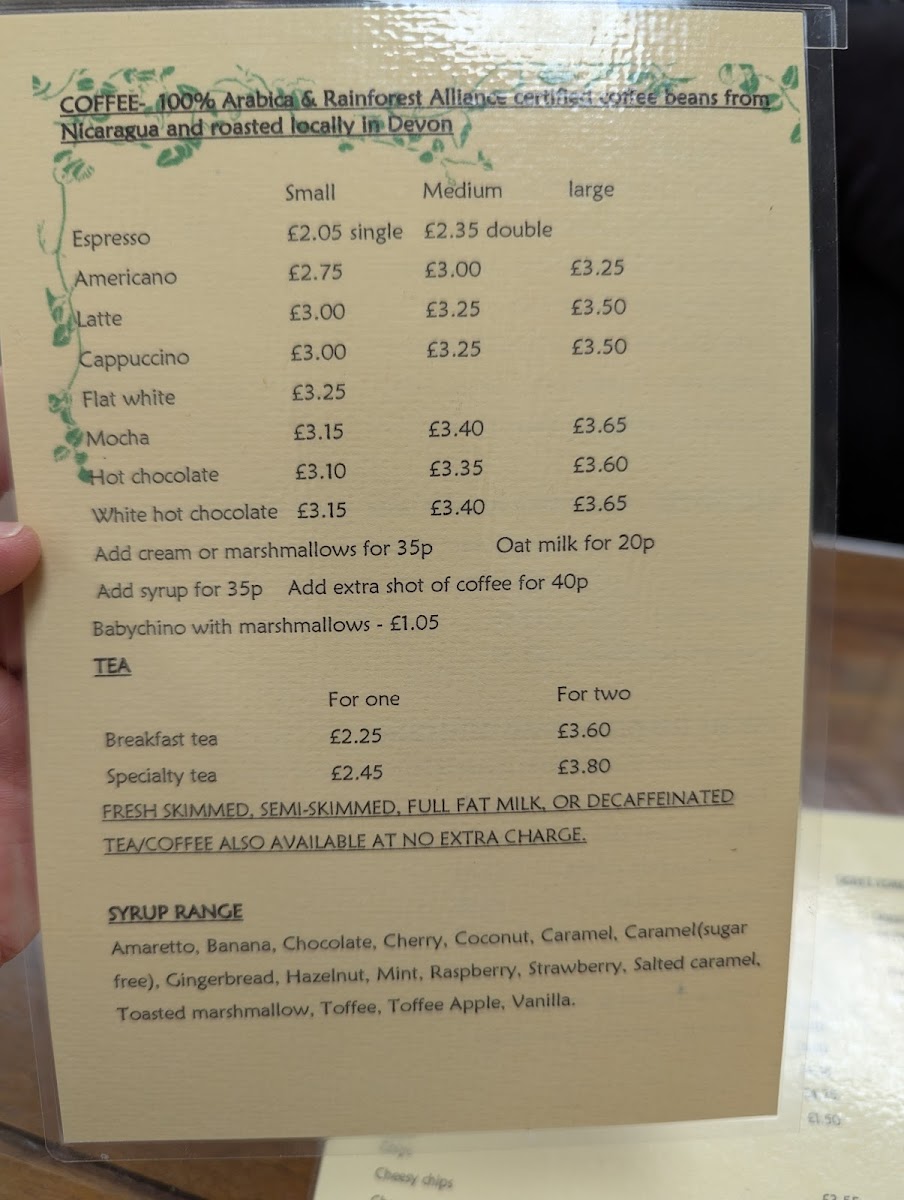 COFFEE- 100% Arabica & Rainforest Alliance certified coffee beans from
Nicaragua and roasted locally in Devon
Small Medium large
Espresso £2.05 single £2.35 double
Americano £2.75 £3.00 £3.25
Latte £3.00 £3.25 £3.50
Cappuccino £3.00 £3.25 £3.50
Flat white £3.25
Mocha £3.15 £3.40 £3.65
Hot chocolate £3.10 £3.35 £3.60
White hot chocolate £3.15 £3.40 £3.65
Add cream or marshmallows for 35p Oat milk for 20p
Add syrup for 35p Add extra shot of coffee for 40p
Babychino with marshmallows - £1.05
TEA
For one For two
Breakfast tea £2.25 £3.60
Specialty tea £2.45 £3.80
FRESH SKIMMED, SEMI-SKIMMED, FULL FAT MILK, OR DECAFFEINATED
TEA/COFFEE ALSO AVAILABLE AT NO EXTRA CHARGE.
SYRUP RANGE
Amaretto, Banana, Chocolate, Cherry, Coconut, Caramel, Caramel(sugar
free), Gingerbread, Hazelnut, Mint, Raspberry, Strawberry, Salted caramel,
Toasted marshmallow, Toffee, Toffee Apple, Vanilla.
£1.50
Cheesy chips